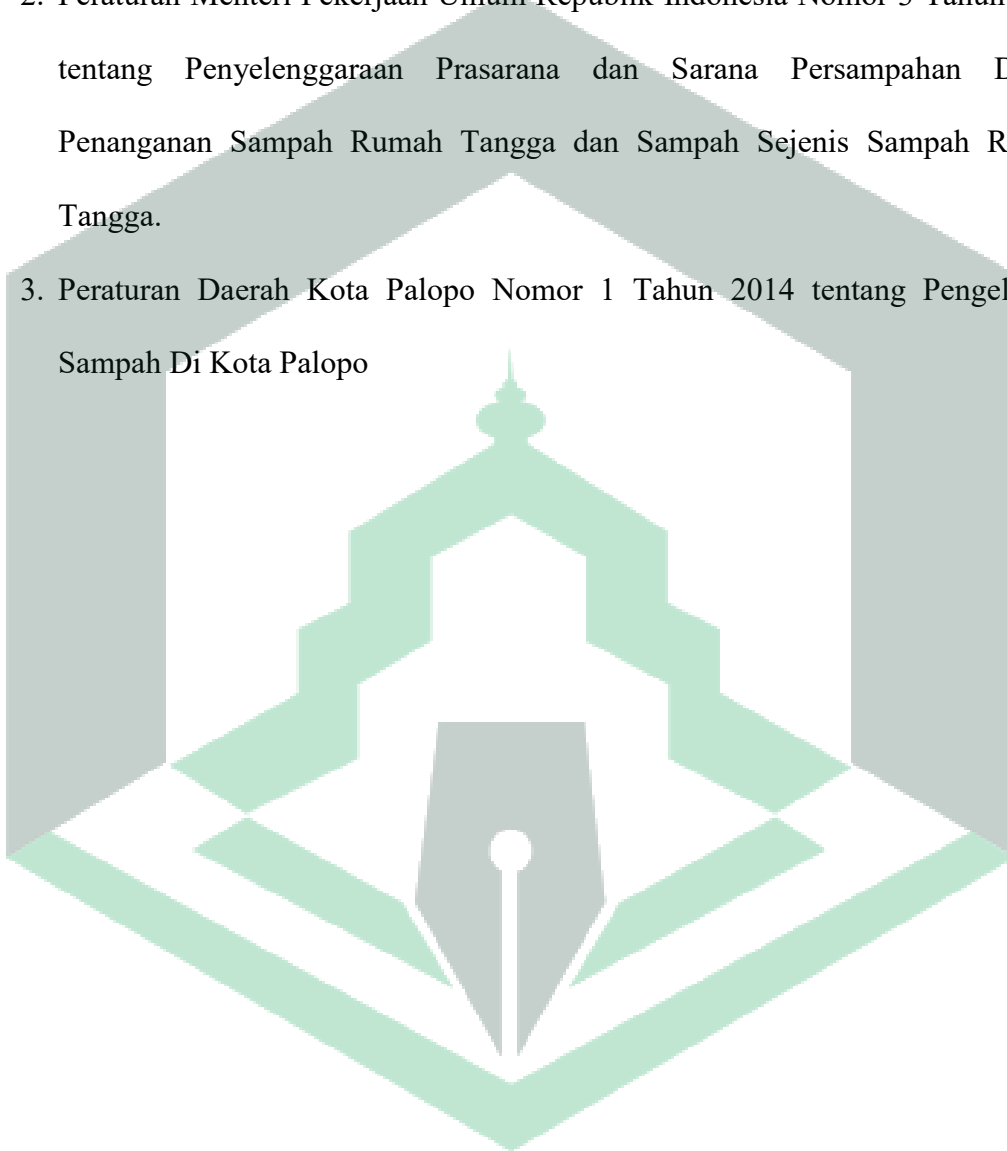 2. Peraturan Menteri Pekerjaan Umum Republik Indonesia Nomor 3 Tahun
tentang Penyelenggaraan Prasarana dan Sarana Persampahan
Penanganan Sampah Rumah Tangga dan Sampah Sejenis Sampah
Tangga.
3. Peraturan Daerah Kota Palopo Nomor 1 Tahun 2014 tentang
Sampah Di Kota Palopo